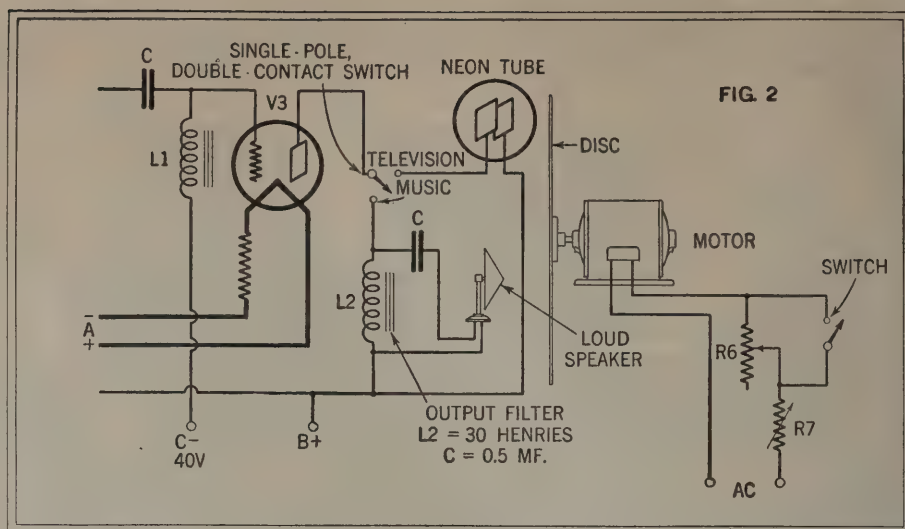 SINGLE-POLE,
DOUBLE-CONTACT SWITCH
NEON TUBE
FIG. 2
C
V3
L1
TELEVISION
MUSIC
DISC
MOTOR
C
L2
SWITCH
LOUD
SPEAKER
R6
R7
-
A
+
OUTPUT FILTER
L2 = 30 HENRIES
C = 0.5 MF.
C-
40V
B+
AC